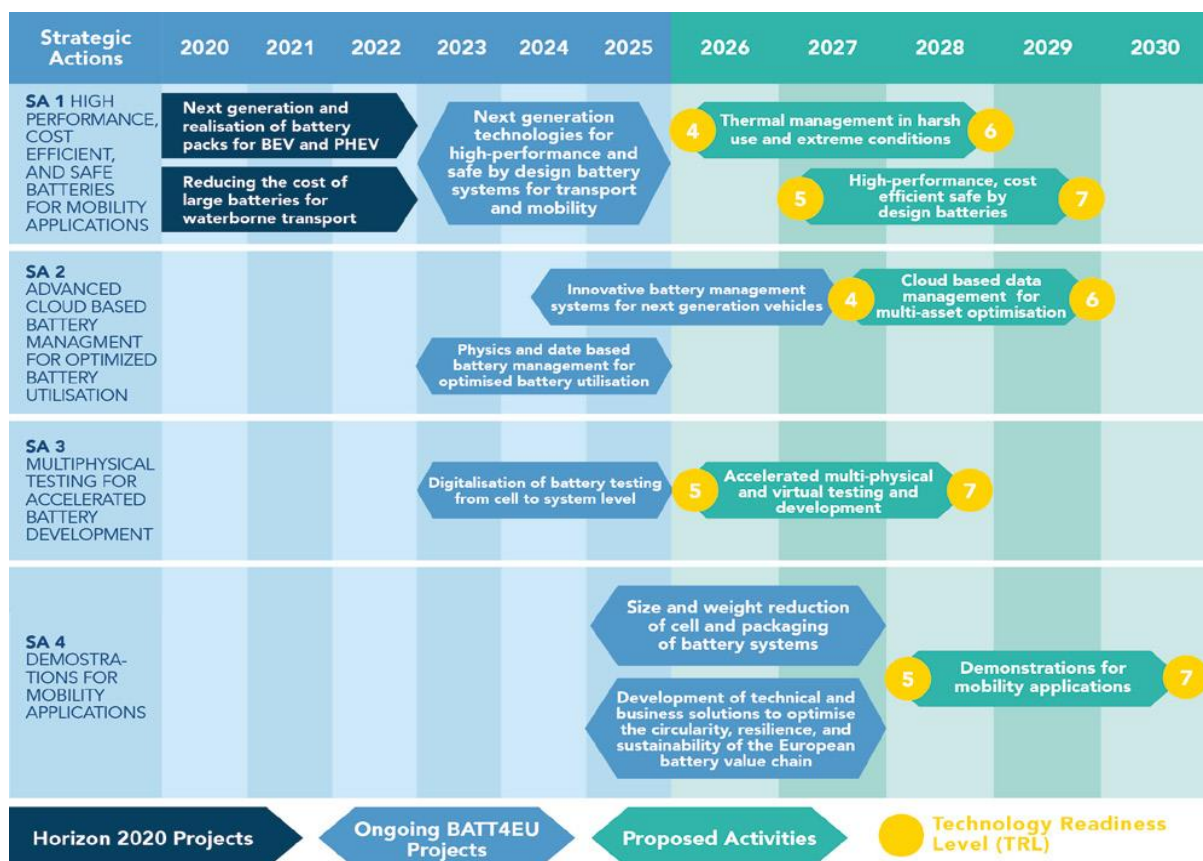 Strategic
Actions
2020
2021
2022
2023
2024
2025
2026
2027
2028
2029
2030
SA 1 HIGH
PERFORMANCE,
COST
EFFICIENT,
AND SAFE
BATTERIES
FOR MOBILITY
APPLICATIONS
Next generation and
realisation of battery
packs for BEV and PHEV
Reducing the cost of
large batteries for
waterborne transport
Next generation
technologies for
high-performance and
safe by design battery
systems for transport
and mobility
4
Thermal management in harsh
use and extreme conditions
6
5
High-performance, cost
efficient safe by
design batteries
7
SA 2
ADVANCED
CLOUD BASED
BATTERY
MANAGMENT
FOR OPTIMIZED
BATTERY
UTILISATION
Innovative battery management
systems for next generation vehicles
4
Cloud based data
management for
multi-asset optimisation
6
Physics and date based
battery management for
optimised battery utilisation
SA 3
MULTIPHYSICAL
TESTING FOR
ACCELERATED
BATTERY
DEVELOPMENT
Digitalisation of battery testing
from cell to system level
5
Accelerated multi-physical
and virtual testing and
development
7
SA 4
DEMOSTRA-
TIONS FOR
MOBILITY
APPLICATIONS
Size and weight reduction
of cell and packaging
of battery systems
Development of technical and
business solutions to optimise
the circularity, resilience, and
sustainability of the European
battery value chain
5
Demonstrations for
mobility applications
7
Horizon 2020 Projects
Ongoing BATT4EU
Projects
Proposed Activities
Technology Readiness
Level (TRL)